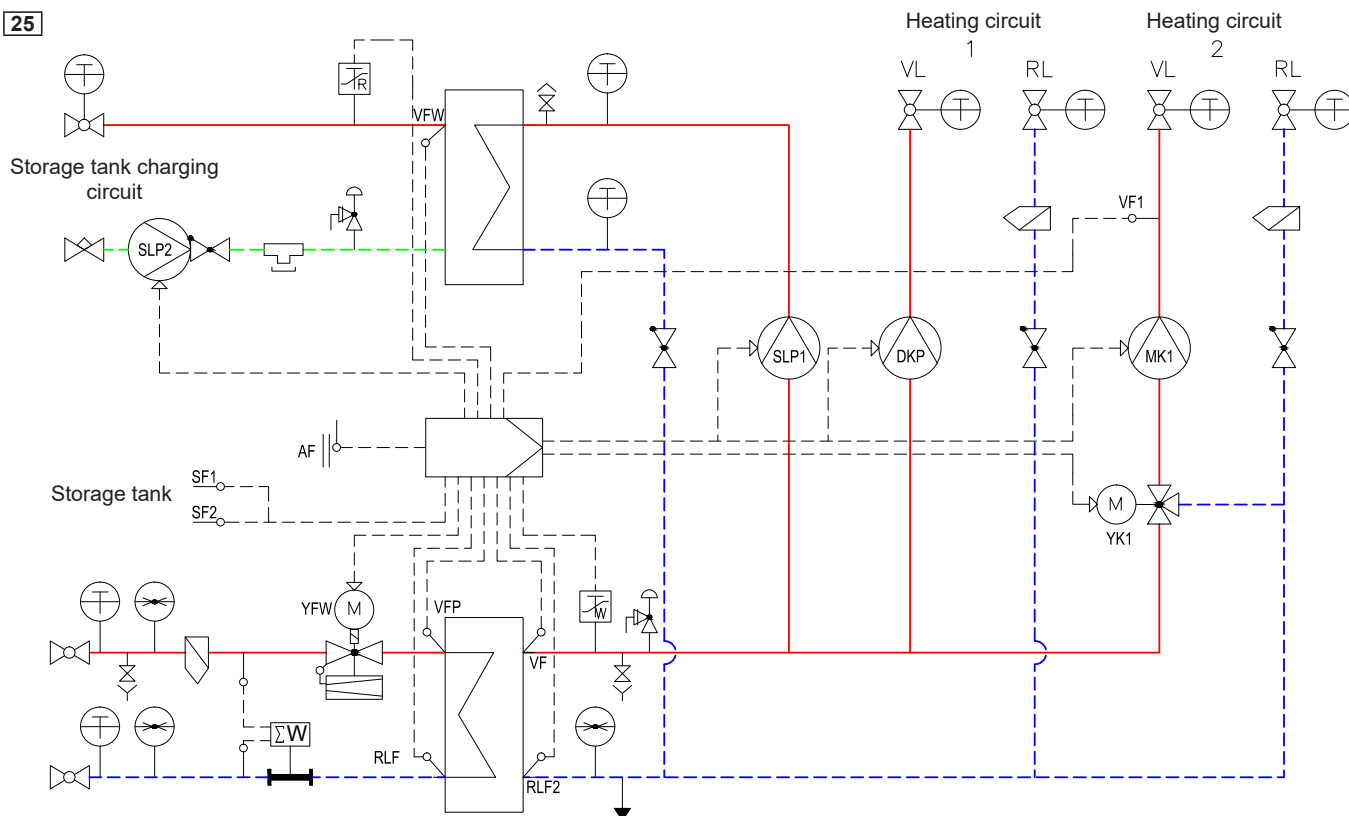 25
Heating circuit
1
Heating circuit
2
VL
RL
VL
RL
T
T
T
T
T
R
T
T
VFW
Storage tank charging
circuit
T
VF1
SLP2
SLP1
DKP
MK1
AF
SF1
Storage tank
SF2
M
YK1
T
YFW
M
VFP
T
W
VF
T
ΣW
RLF
RLF2